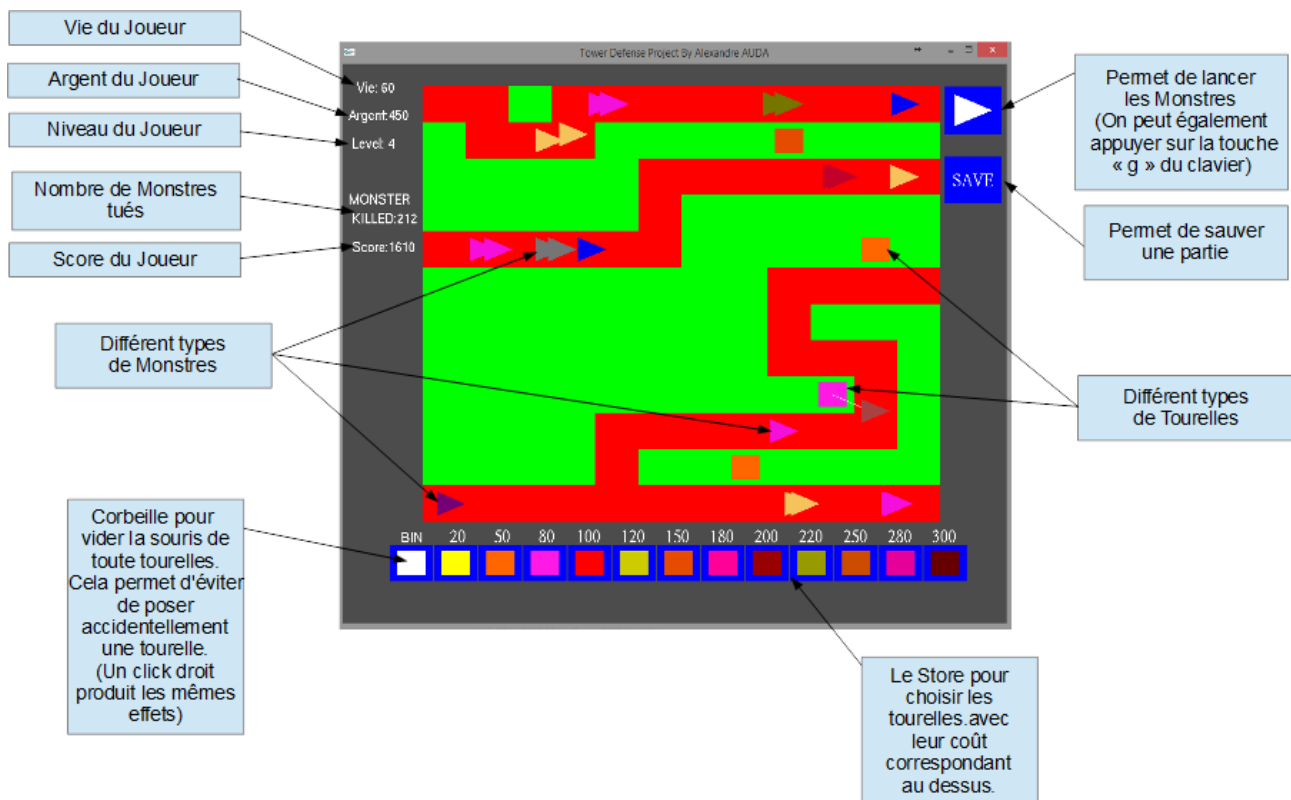 Vie du Joueur
Argent du Joueur
Niveau du Joueur
Nombre de Monstres
tués
Score du Joueur
Différent types
de Monstres
Corbeille pour
vider la souris de
toute tourelles.
Cela permet d'éviter
de poser
accidentellement
une tourelle.
(Un click droit
produit les mêmes
effets)
Tower Defense Project By Alexandre AUDA
Vie: 60
Argent:450
Level: 4
MONSTER
KILLED:212
Score:1610
SAVE
BIN 20 50 80 100 120 150 180 200 220 250 280 300
Permet de lancer
les Monstres
(On peut également
appuyer sur la touche
« g » du clavier)
Permet de sauver
une partie
Différent types
de Tourelles
Le Store pour
choisir les
tourelles.avec
leur coût
correspondant
au dessus.